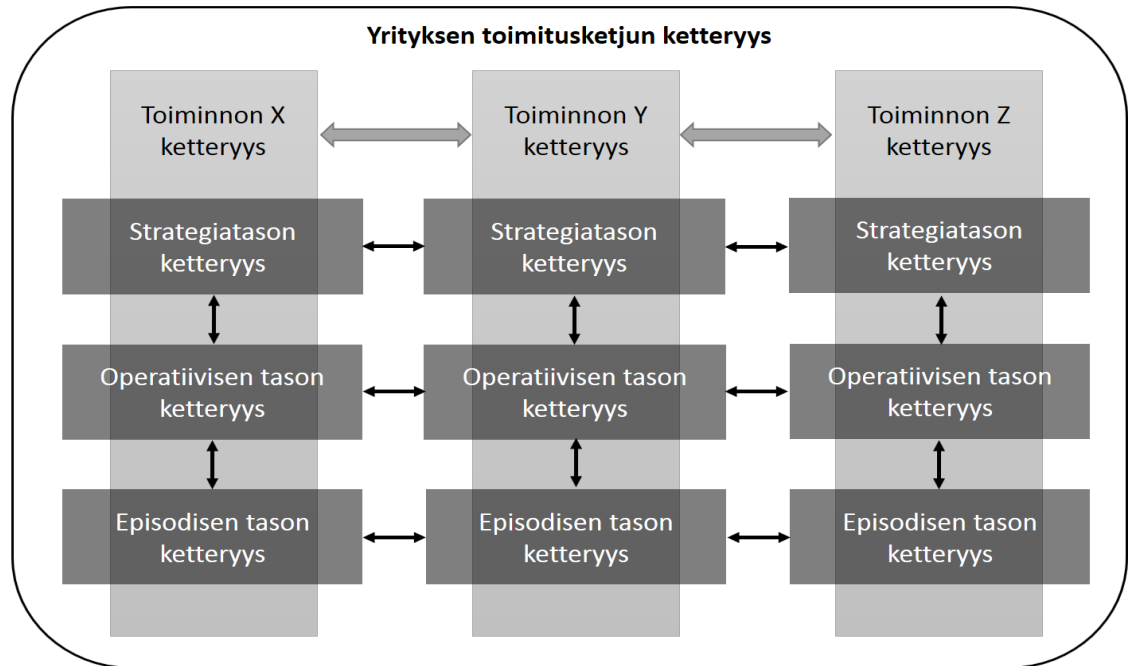 Yrityksen toimitusketjun ketteryys
Toiminnon X
ketteryys
Toiminnon Y
ketteryys
Toiminnon Z
ketteryys
Strategiatason
ketteryys
Strategiatason
ketteryys
Strategiatason
ketteryys
Operatiivisen tason
ketteryys
Operatiivisen tason
ketteryys
Operatiivisen tason
ketteryys
Episodisen tason
ketteryys
Episodisen tason
ketteryys
Episodisen tason
ketteryys